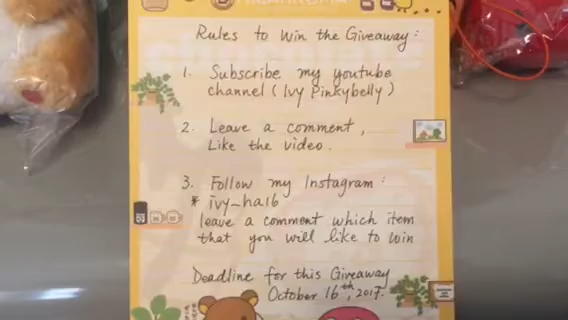 Rules to Win the Giveaway :
1. Subscribe my youtube
channel ( Ivy Pinkybelly )
2. Leave a comment,
Like the video.
3. Follow my Instagram :
* ivy_ha16
leave a comment which item
that you will like to win
Deadline for this Giveaway
October 16th, 2017.